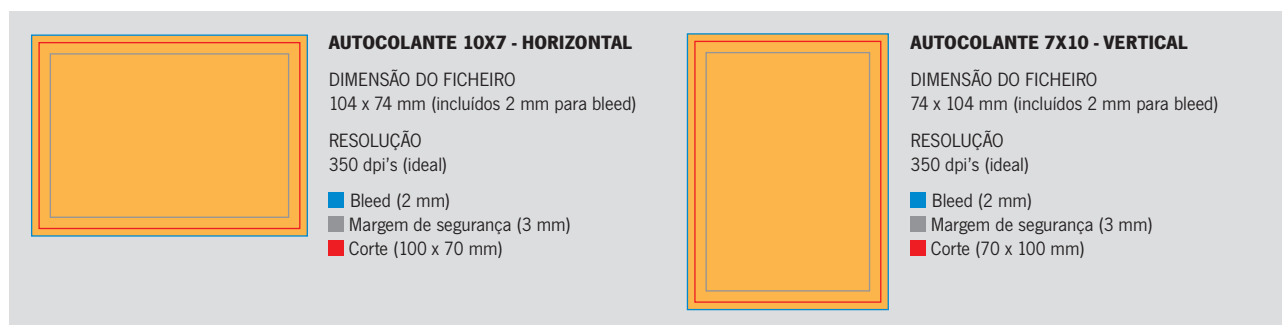 AUTOCOLANTE 10X7 - HORIZONTAL
DIMENSÃO DO FICHEIRO
104 x 74 mm (incluídos 2 mm para bleed)
RESOLUÇÃO
350 dpi's (ideal)
Bleed (2 mm)
Margem de segurança (3 mm)
Corte (100 x 70 mm)
AUTOCOLANTE 7X10 - VERTICAL
DIMENSÃO DO FICHEIRO
74 x 104 mm (incluídos 2 mm para bleed)
RESOLUÇÃO
350 dpi's (ideal)
Bleed (2 mm)
Margem de segurança (3 mm)
Corte (70 x 100 mm)